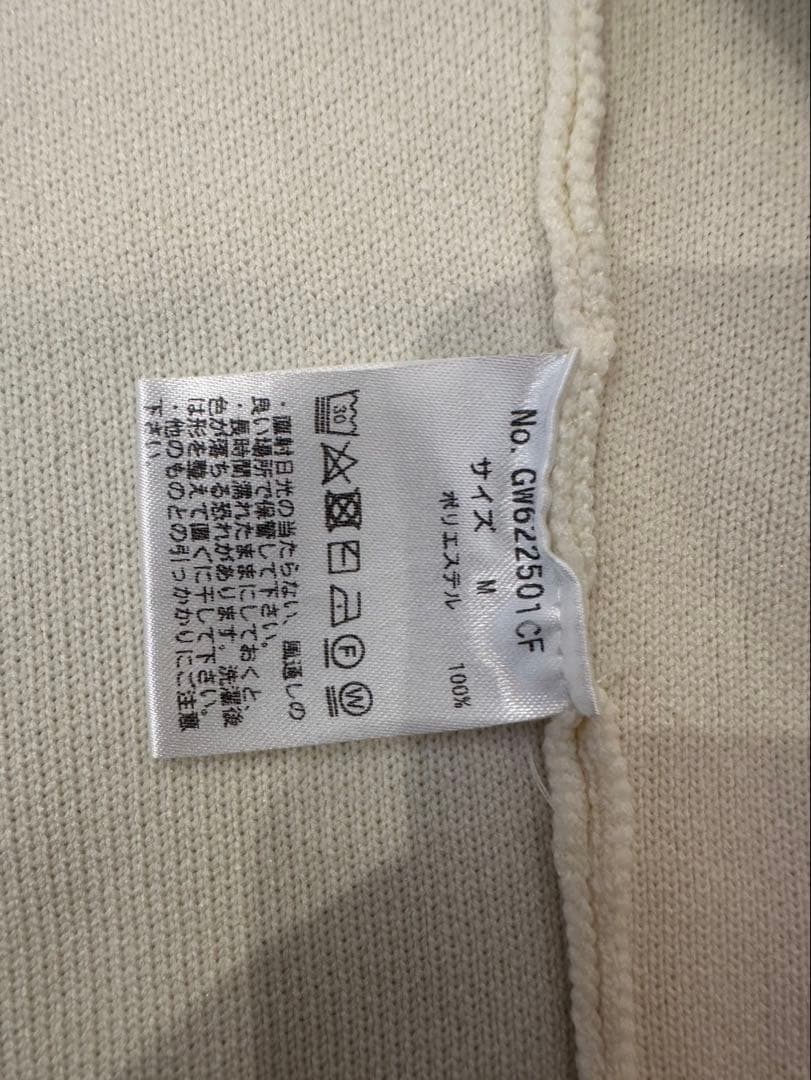 No. GW622501CF
サイズ M
ポリエステル 100%
30
F W
・直射日光の当たらない、風通しの
良い場所で保管して下さい。
・長時間濡れたままにしておくと、
色が落ちる恐れがあります。洗濯後
は形を整えて直ぐに干して下さい。
・他のものとの引っかかりにご注意
下さい。